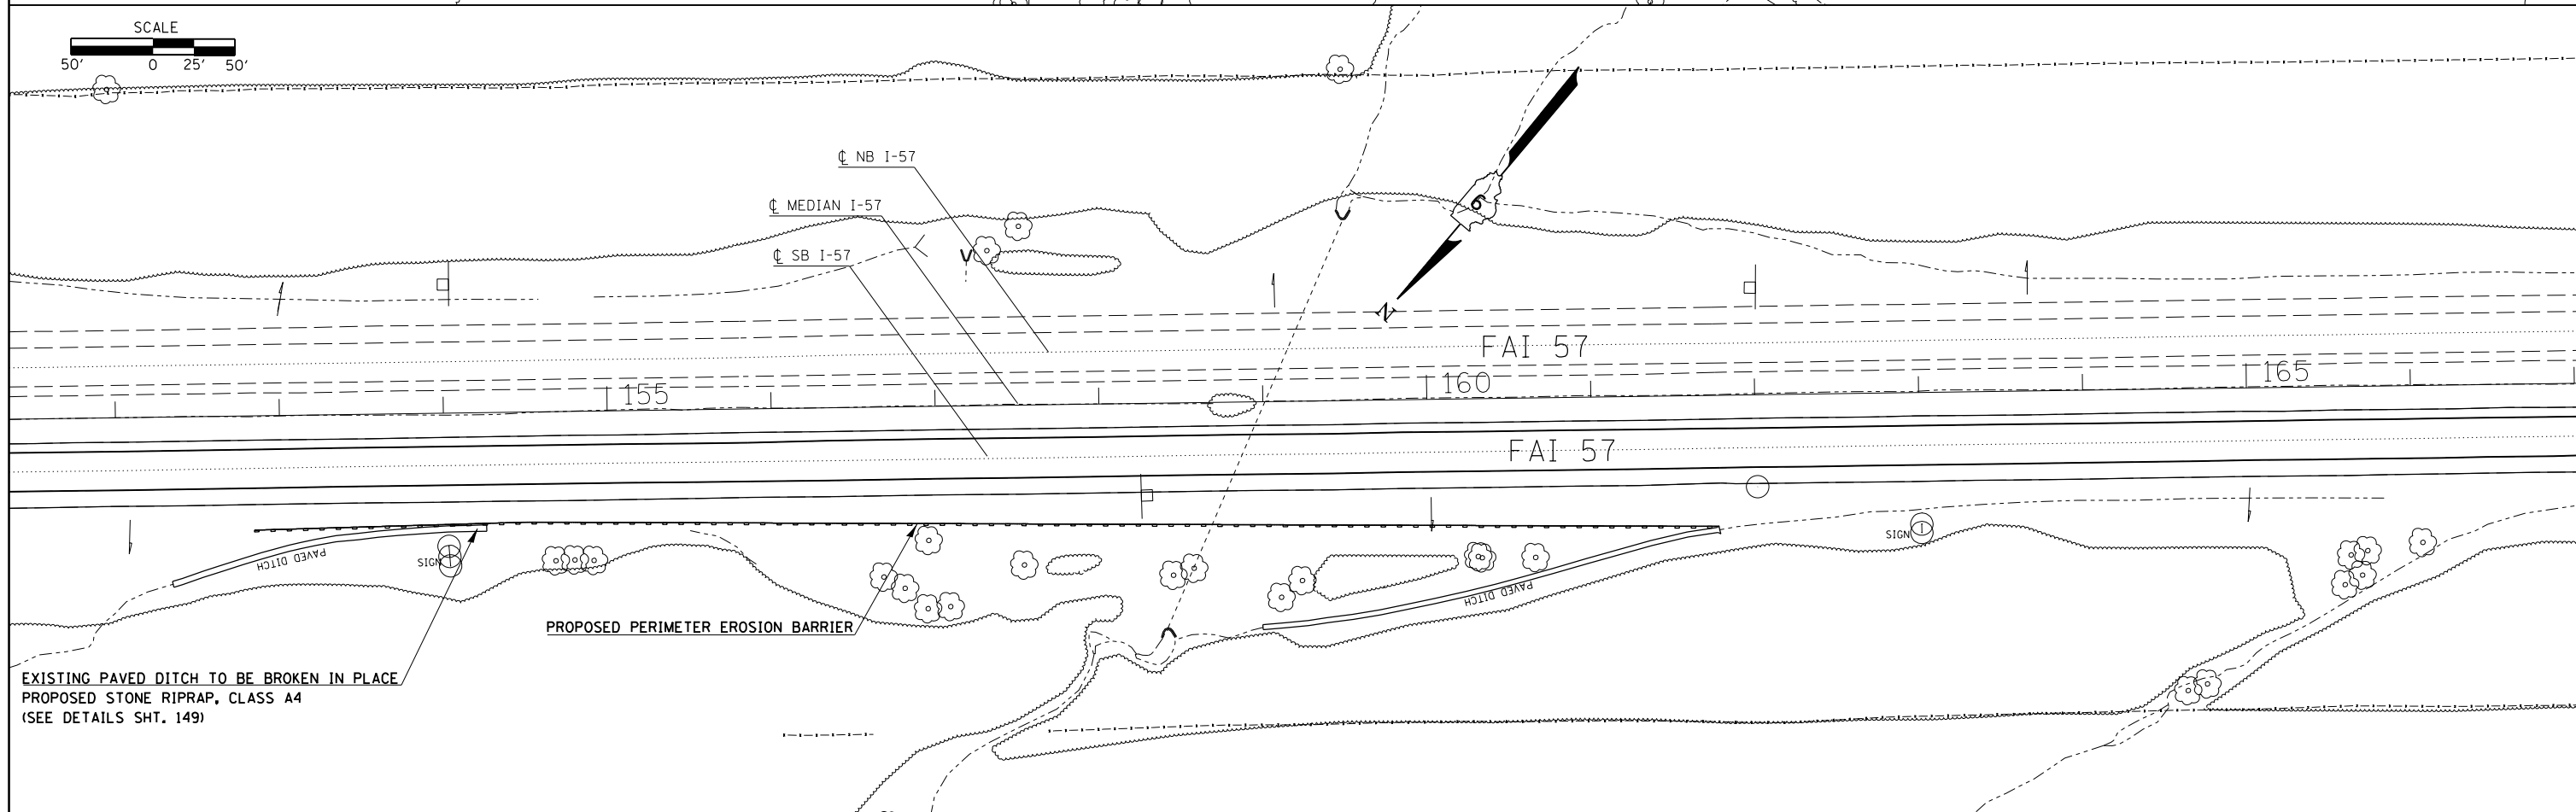 SCALE
50' 0 25' 50'
℄ NB I-57
℄ MEDIAN I-57
℄ SB I-57
6
N
FAI 57
155
160
165
FAI 57
PAVED DITCH
SIGN
SIGN
PAVED DITCH
PROPOSED PERIMETER EROSION BARRIER
EXISTING PAVED DITCH TO BE BROKEN IN PLACE
PROPOSED STONE RIPRAP, CLASS A4
(SEE DETAILS SHT. 149)